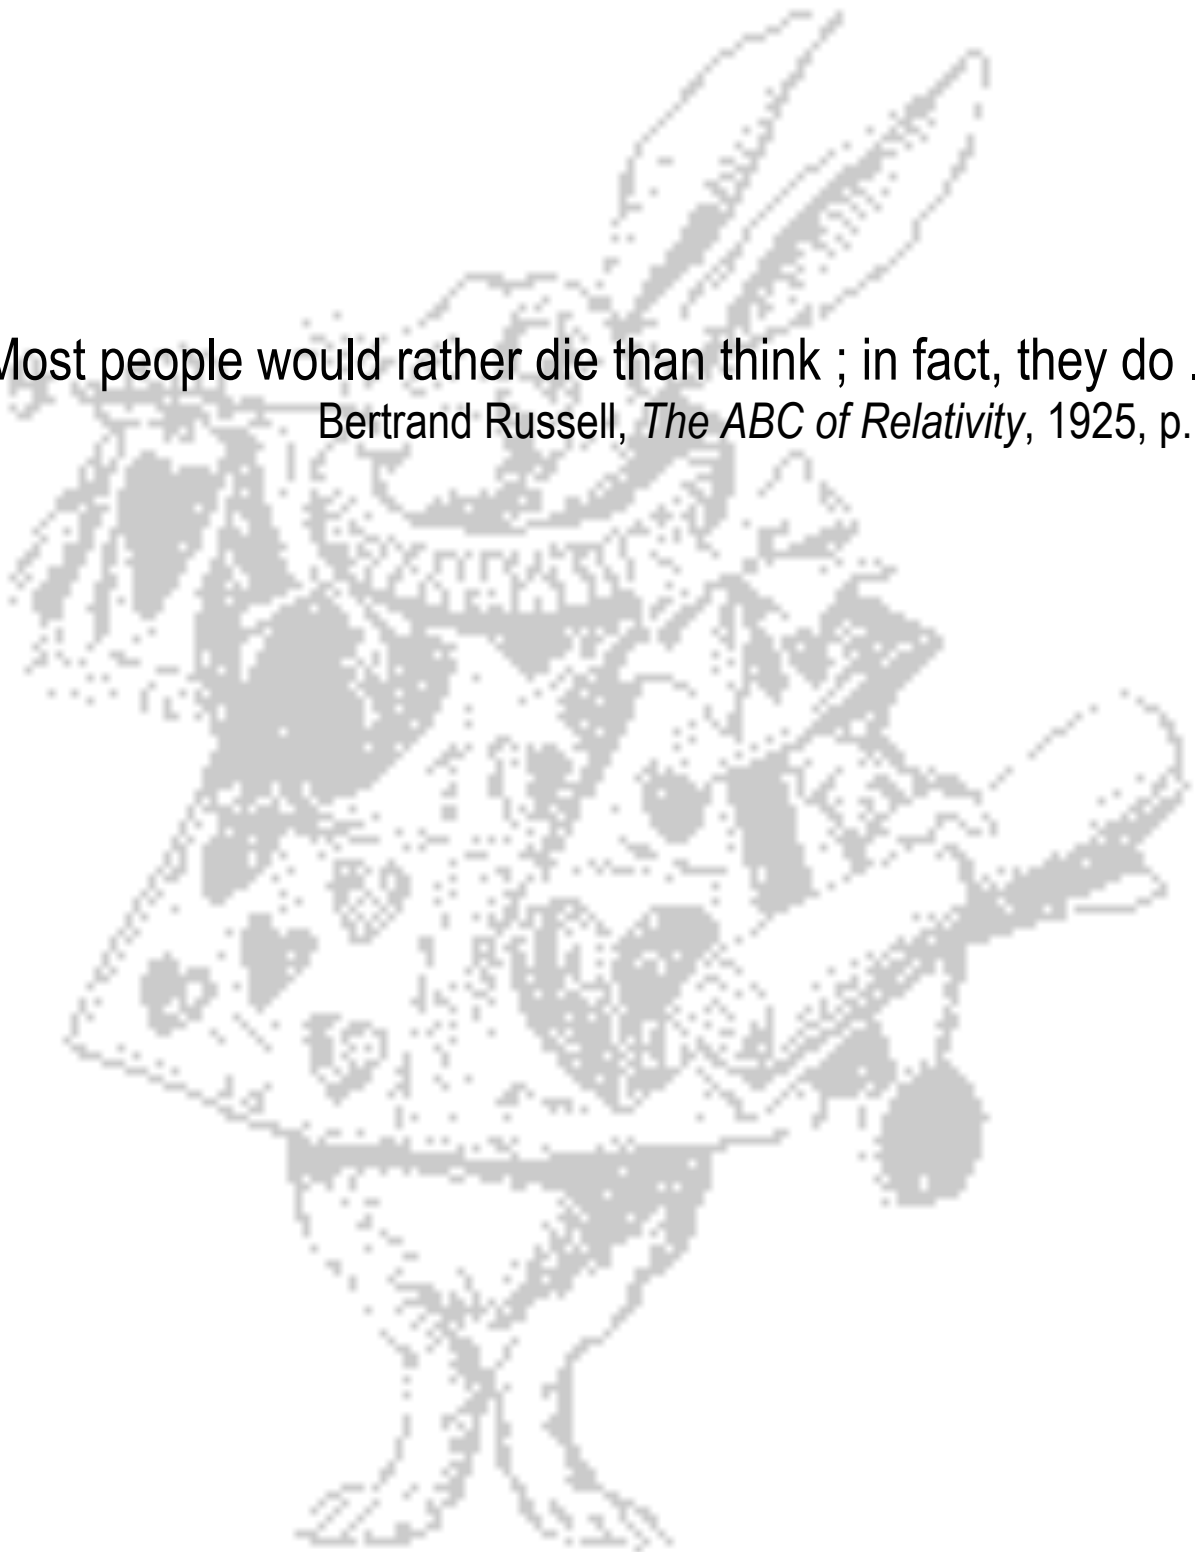 Most people would rather die than think ; in fact, they do .
Bertrand Russell, The ABC of Relativity, 1925, p.